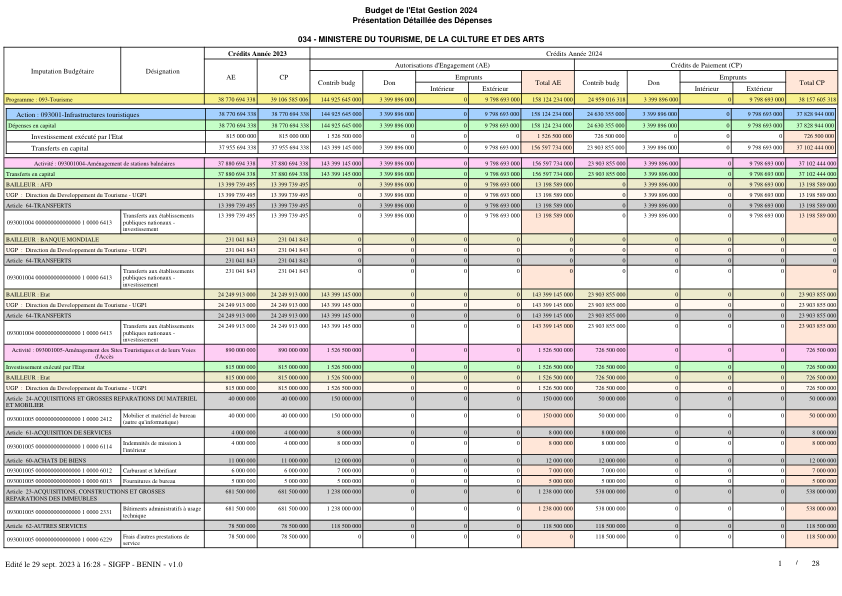 Budget de l'Etat Gestion 2024
Présentation Détaillée des Dépenses
034 - MINISTERE DU TOURISME, DE LA CULTURE ET DES ARTS
Imputation Budgétaire Désignation Crédits Année 2023 Crédits Année 2024
AE CP Autorisations d'Engagement (AE) Crédits de Paiement (CP)
Contrib budg Don Emprunts Total AE Contrib budg Don Emprunts Total CP
Intérieur Extérieur Intérieur Extérieur
Programme : 093-Tourisme 38 770 694 338 39 106 585 006 144 925 645 000 3 399 896 000 0 9 798 693 000 158 124 234 000 24 959 016 318 3 399 896 000 0 9 798 693 000 38 157 605 318
Action : 093001-Infrastructures touristiques 38 770 694 338 38 770 694 338 144 925 645 000 3 399 896 000 0 9 798 693 000 158 124 234 000 24 630 355 000 3 399 896 000 0 9 798 693 000 37 828 944 000
Dépenses en capital 38 770 694 338 38 770 694 338 144 925 645 000 3 399 896 000 0 9 798 693 000 158 124 234 000 24 630 355 000 3 399 896 000 0 9 798 693 000 37 828 944 000
Investissement exécuté par l'Etat 815 000 000 815 000 000 1 526 500 000 0 0 0 1 526 500 000 726 500 000 0 0 0 726 500 000
Transferts en capital 37 955 694 338 37 955 694 338 143 399 145 000 3 399 896 000 0 9 798 693 000 156 597 734 000 23 903 855 000 3 399 896 000 0 9 798 693 000 37 102 444 000
Activité : 093001004-Aménagement de stations balnéaires 37 880 694 338 37 880 694 338 143 399 145 000 3 399 896 000 0 9 798 693 000 156 597 734 000 23 903 855 000 3 399 896 000 0 9 798 693 000 37 102 444 000
Transferts en capital 37 880 694 338 37 880 694 338 143 399 145 000 3 399 896 000 0 9 798 693 000 156 597 734 000 23 903 855 000 3 399 896 000 0 9 798 693 000 37 102 444 000
BAILLEUR : AFD 13 399 739 495 13 399 739 495 0 3 399 896 000 0 9 798 693 000 13 198 589 000 0 3 399 896 000 0 9 798 693 000 13 198 589 000
UGP : Direction du Developpement du Tourisme - UGP1 13 399 739 495 13 399 739 495 0 3 399 896 000 0 9 798 693 000 13 198 589 000 0 3 399 896 000 0 9 798 693 000 13 198 589 000
Article 64-TRANSFERTS 13 399 739 495 13 399 739 495 0 3 399 896 000 0 9 798 693 000 13 198 589 000 0 3 399 896 000 0 9 798 693 000 13 198 589 000
093001004 0000000000000000 1 0000 6413 Transferts aux établissements publiques nationaux - investissement 13 399 739 495 13 399 739 495 0 3 399 896 000 0 9 798 693 000 13 198 589 000 0 3 399 896 000 0 9 798 693 000 13 198 589 000
BAILLEUR : BANQUE MONDIALE 231 041 843 231 041 843 0 0 0 0 0 0 0 0 0 0
UGP : Direction du Developpement du Tourisme - UGP1 231 041 843 231 041 843 0 0 0 0 0 0 0 0 0 0
Article 64-TRANSFERTS 231 041 843 231 041 843 0 0 0 0 0 0 0 0 0 0
093001004 0000000000000000 1 0000 6413 Transferts aux établissements publiques nationaux - investissement 231 041 843 231 041 843 0 0 0 0 0 0 0 0 0 0
BAILLEUR : Etat 24 249 913 000 24 249 913 000 143 399 145 000 0 0 0 143 399 145 000 23 903 855 000 0 0 0 23 903 855 000
UGP : Direction du Developpement du Tourisme - UGP1 24 249 913 000 24 249 913 000 143 399 145 000 0 0 0 143 399 145 000 23 903 855 000 0 0 0 23 903 855 000
Article 64-TRANSFERTS 24 249 913 000 24 249 913 000 143 399 145 000 0 0 0 143 399 145 000 23 903 855 000 0 0 0 23 903 855 000
093001004 0000000000000000 1 0000 6413 Transferts aux établissements publiques nationaux - investissement 24 249 913 000 24 249 913 000 143 399 145 000 0 0 0 143 399 145 000 23 903 855 000 0 0 0 23 903 855 000
Activité : 093001005-Aménagement des Sites Touristiques et de leurs Voies d'Accès 890 000 000 890 000 000 1 526 500 000 0 0 0 1 526 500 000 726 500 000 0 0 0 726 500 000
Investissement exécuté par l'Etat 815 000 000 815 000 000 1 526 500 000 0 0 0 1 526 500 000 726 500 000 0 0 0 726 500 000
BAILLEUR : Etat 815 000 000 815 000 000 1 526 500 000 0 0 0 1 526 500 000 726 500 000 0 0 0 726 500 000
UGP : Direction du Developpement du Tourisme - UGP1 815 000 000 815 000 000 1 526 500 000 0 0 0 1 526 500 000 726 500 000 0 0 0 726 500 000
Article 24-ACQUISITIONS ET GROSSES REPARATIONS DU MATERIEL ET MOBILIER 40 000 000 40 000 000 150 000 000 0 0 0 150 000 000 50 000 000 0 0 0 50 000 000
093001005 0000000000000000 1 0000 2412 Mobilier et matériel de bureau (autre qu'informatique) 40 000 000 40 000 000 150 000 000 0 0 0 150 000 000 50 000 000 0 0 0 50 000 000
Article 61-ACQUISITION DE SERVICES 4 000 000 4 000 000 8 000 000 0 0 0 8 000 000 8 000 000 0 0 0 8 000 000
093001005 0000000000000000 1 0000 6114 Indemnités de mission à l'intérieur 4 000 000 4 000 000 8 000 000 0 0 0 8 000 000 8 000 000 0 0 0 8 000 000
Article 60-ACHATS DE BIENS 11 000 000 11 000 000 12 000 000 0 0 0 12 000 000 12 000 000 0 0 0 12 000 000
093001005 0000000000000000 1 0000 6012 Carburant et lubrifiant 6 000 000 6 000 000 7 000 000 0 0 0 7 000 000 7 000 000 0 0 0 7 000 000
093001005 0000000000000000 1 0000 6013 Fournitures de bureau 5 000 000 5 000 000 5 000 000 0 0 0 5 000 000 5 000 000 0 0 0 5 000 000
Article 23-ACQUISITIONS, CONSTRUCTIONS ET GROSSES REPARATIONS DES IMMEUBLES 681 500 000 681 500 000 1 238 000 000 0 0 0 1 238 000 000 538 000 000 0 0 0 538 000 000
093001005 0000000000000000 1 0000 2331 Bâtiments administratifs à usage technique 681 500 000 681 500 000 1 238 000 000 0 0 0 1 238 000 000 538 000 000 0 0 0 538 000 000
Article 62-AUTRES SERVICES 78 500 000 78 500 000 118 500 000 0 0 0 118 500 000 118 500 000 0 0 0 118 500 000
093001005 0000000000000000 1 0000 6229 Frais d'autres prestations de service 78 500 000 78 500 000 118 500 000 0 0 0 118 500 000 118 500 000 0 0 0 118 500 000
Edité le 29 sept. 2023 à 16:28 - SIGFP - BENIN - v1.0 1 / 28